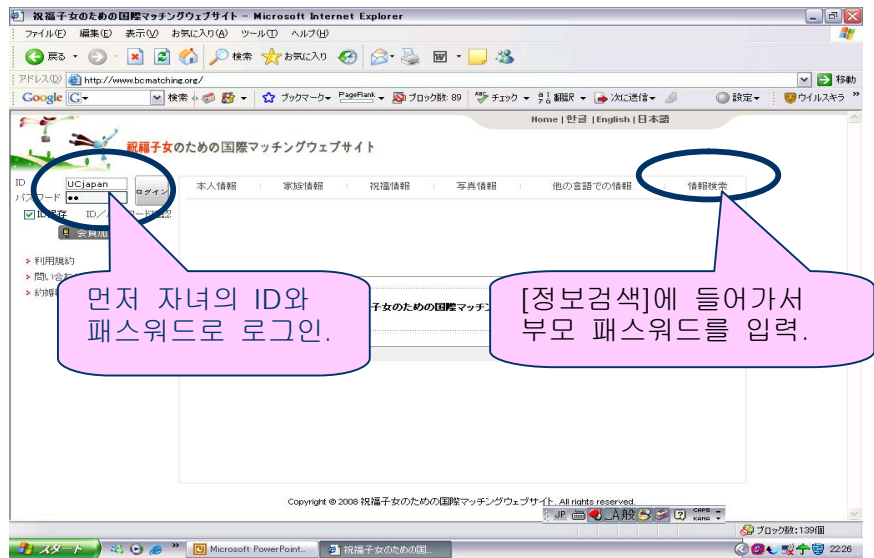 祝福子女のための国際マッチングウェブサイト - Microsoft Internet Explorer
ファイル(F) 編集(E) 表示(V) お気に入り(A) ツール(T) ヘルプ(H)
戻る 検索 お気に入り
アドレス(D) http://www.bcmatching.org/ 移動
Google 検索 ブックマーク PageRank ブロック数: 89 チェック 翻訳 次に送信 設定 ウイルスキラ
Home | 한글 | English | 日本語
祝福子女のための国際マッチングウェブサイト
ID UCjapan
パスワード ●● ログイン
本人情報 家族情報 祝福情報 写真情報 他の言語での情報 情報検索
ID保存 ID/
会員加
利用規約
問い合わ
約婚
먼저 자녀의 ID와
패스워드로 로그인.
子女のための国際マッチン
[정보검색]에 들어가서
부모 패스워드를 입력.
Copyright © 2008 祝福子女のための国際マッチングウェブサイト. All rights reserved.
JP A般 CAPS KANA
ブロック数:139個
スタート Microsoft PowerPoint... 祝福子女のための国... 22:26